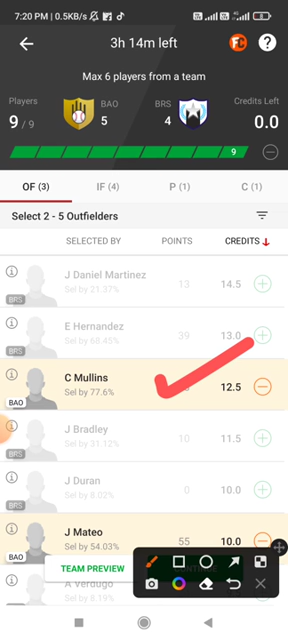 7:20 PM | 0.5KB/s
3h 14m left
FC
?
Max 6 players from a team
Players
BAO
BRS
Credits Left
9 / 9
5
4
0.0
9
OF (3)
IF (4)
P (1)
C (1)
Select 2 - 5 Outfielders
SELECTED BY
POINTS
CREDITS
J Daniel Martinez
Sel by 21.37%
13
14.5
BRS
E Hernandez
Sel by 68.45%
39
13.0
BRS
C Mullins
Sel by 77.6%
12.5
BAO
J Bradley
Sel by 31.12%
10
11.5
BRS
J Duran
Sel by 8.02%
0
10.0
BRS
J Mateo
Sel by 54.03%
55
10.0
BAO
TEAM PREVIEW
A Verdugo
Sel by 8.19%
BRS